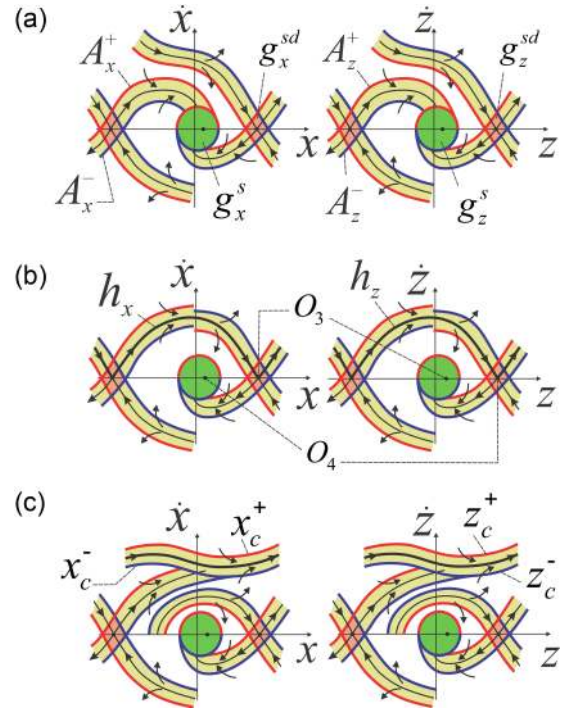 (a)
ẋ
ż
A_x^+
g_x^{sd}
A_z^+
g_z^{sd}
x
z
A_x^-
g_x^s
A_z^-
g_z^s
(b)
ẋ
ż
h_x
O_3
h_z
x
z
O_4
(c)
ẋ
x_c^+
ż
z_c^+
x_c^-
z_c^-
x
z